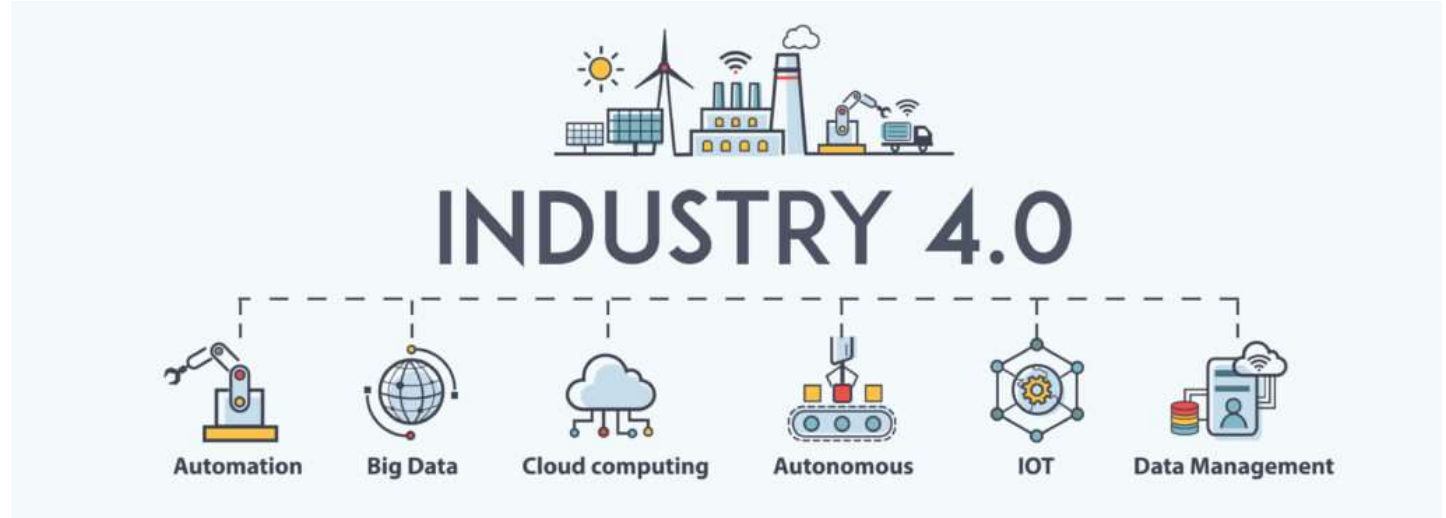 INDUSTRY 4.0
Automation
Big Data
Cloud computing
Autonomous
IOT
Data Management